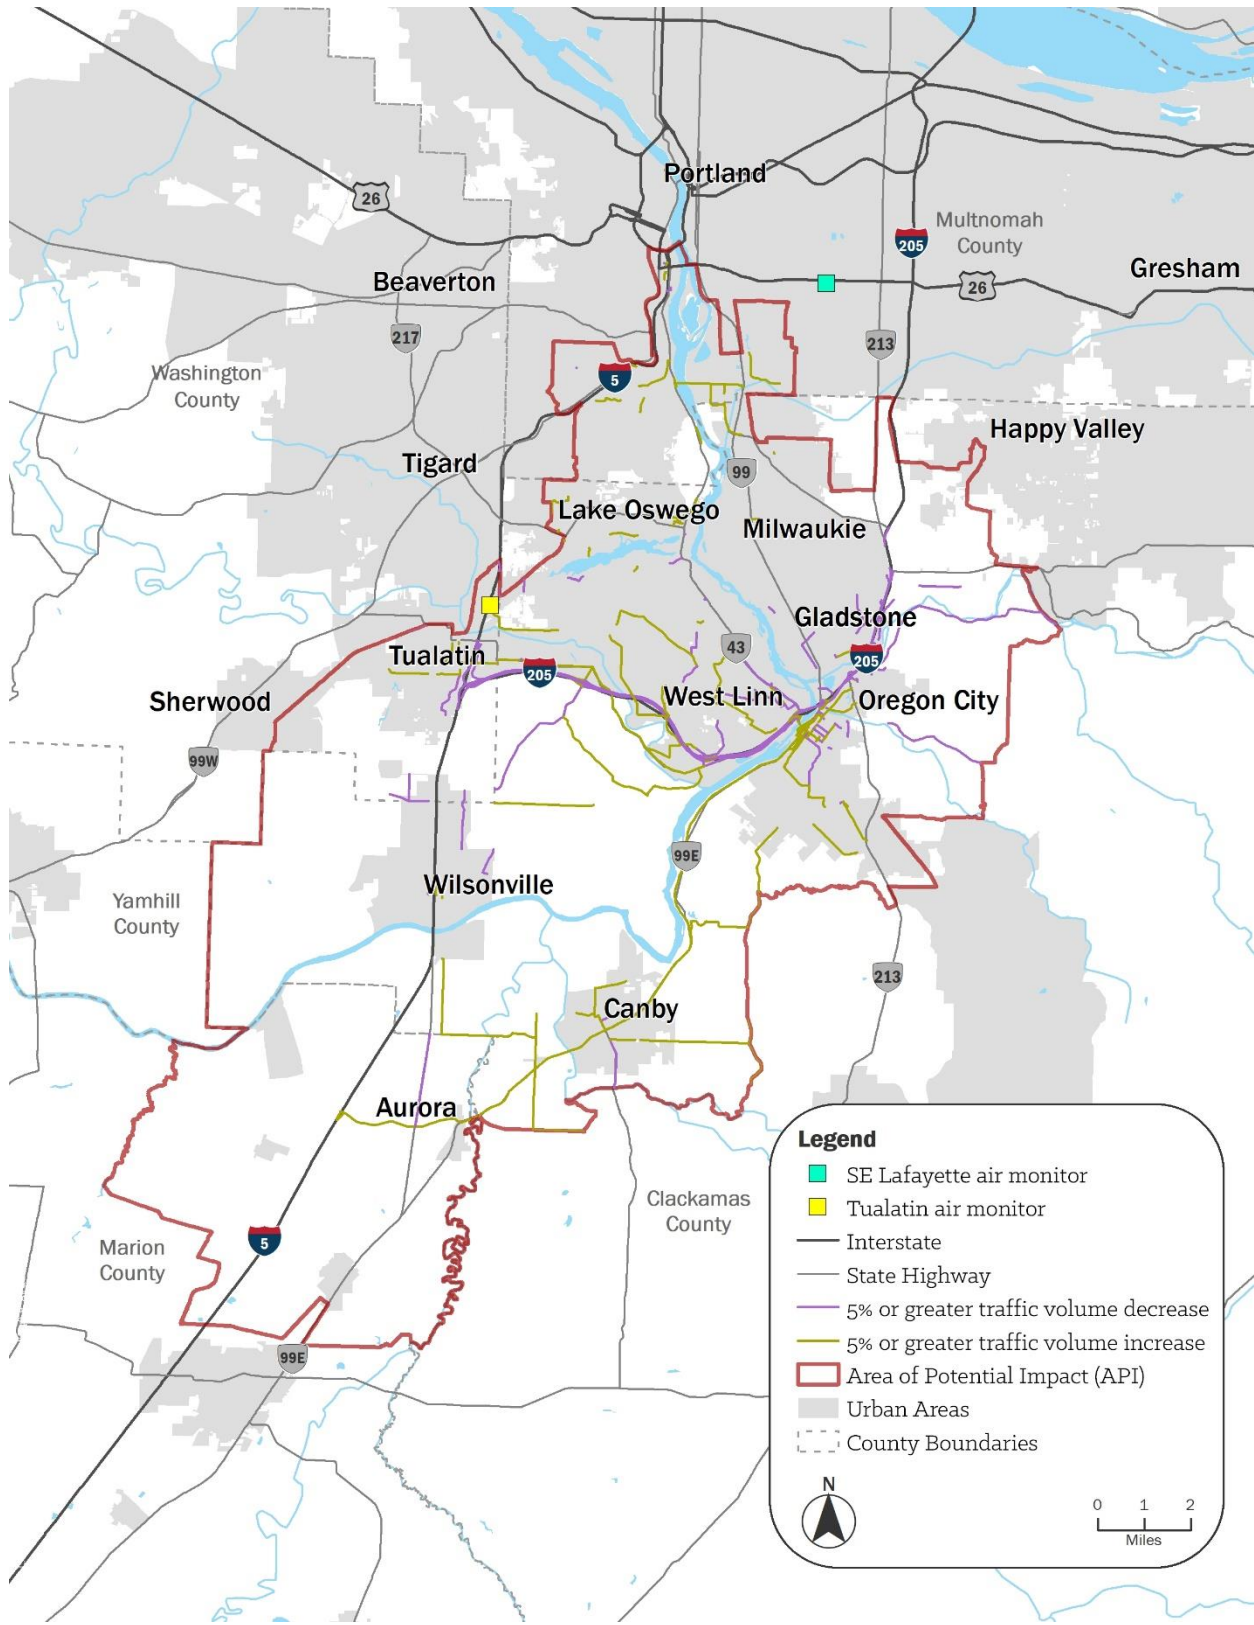 Portland
26
Multnomah
County
205
Gresham
Beaverton
26
217
213
Washington
County
5
Happy Valley
Tigard
99
Lake Oswego
Milwaukie
Gladstone
43
Tualatin
205
205
West Linn
Sherwood
Oregon City
99W
99E
Wilsonville
Yamhill
County
213
Canby
Aurora
Clackamas
County
5
Marion
County
99E
Legend
SE Lafayette air monitor
Tualatin air monitor
Interstate
State Highway
5% or greater traffic volume decrease
5% or greater traffic volume increase
Area of Potential Impact (API)
Urban Areas
County Boundaries
N
0 1 2
Miles